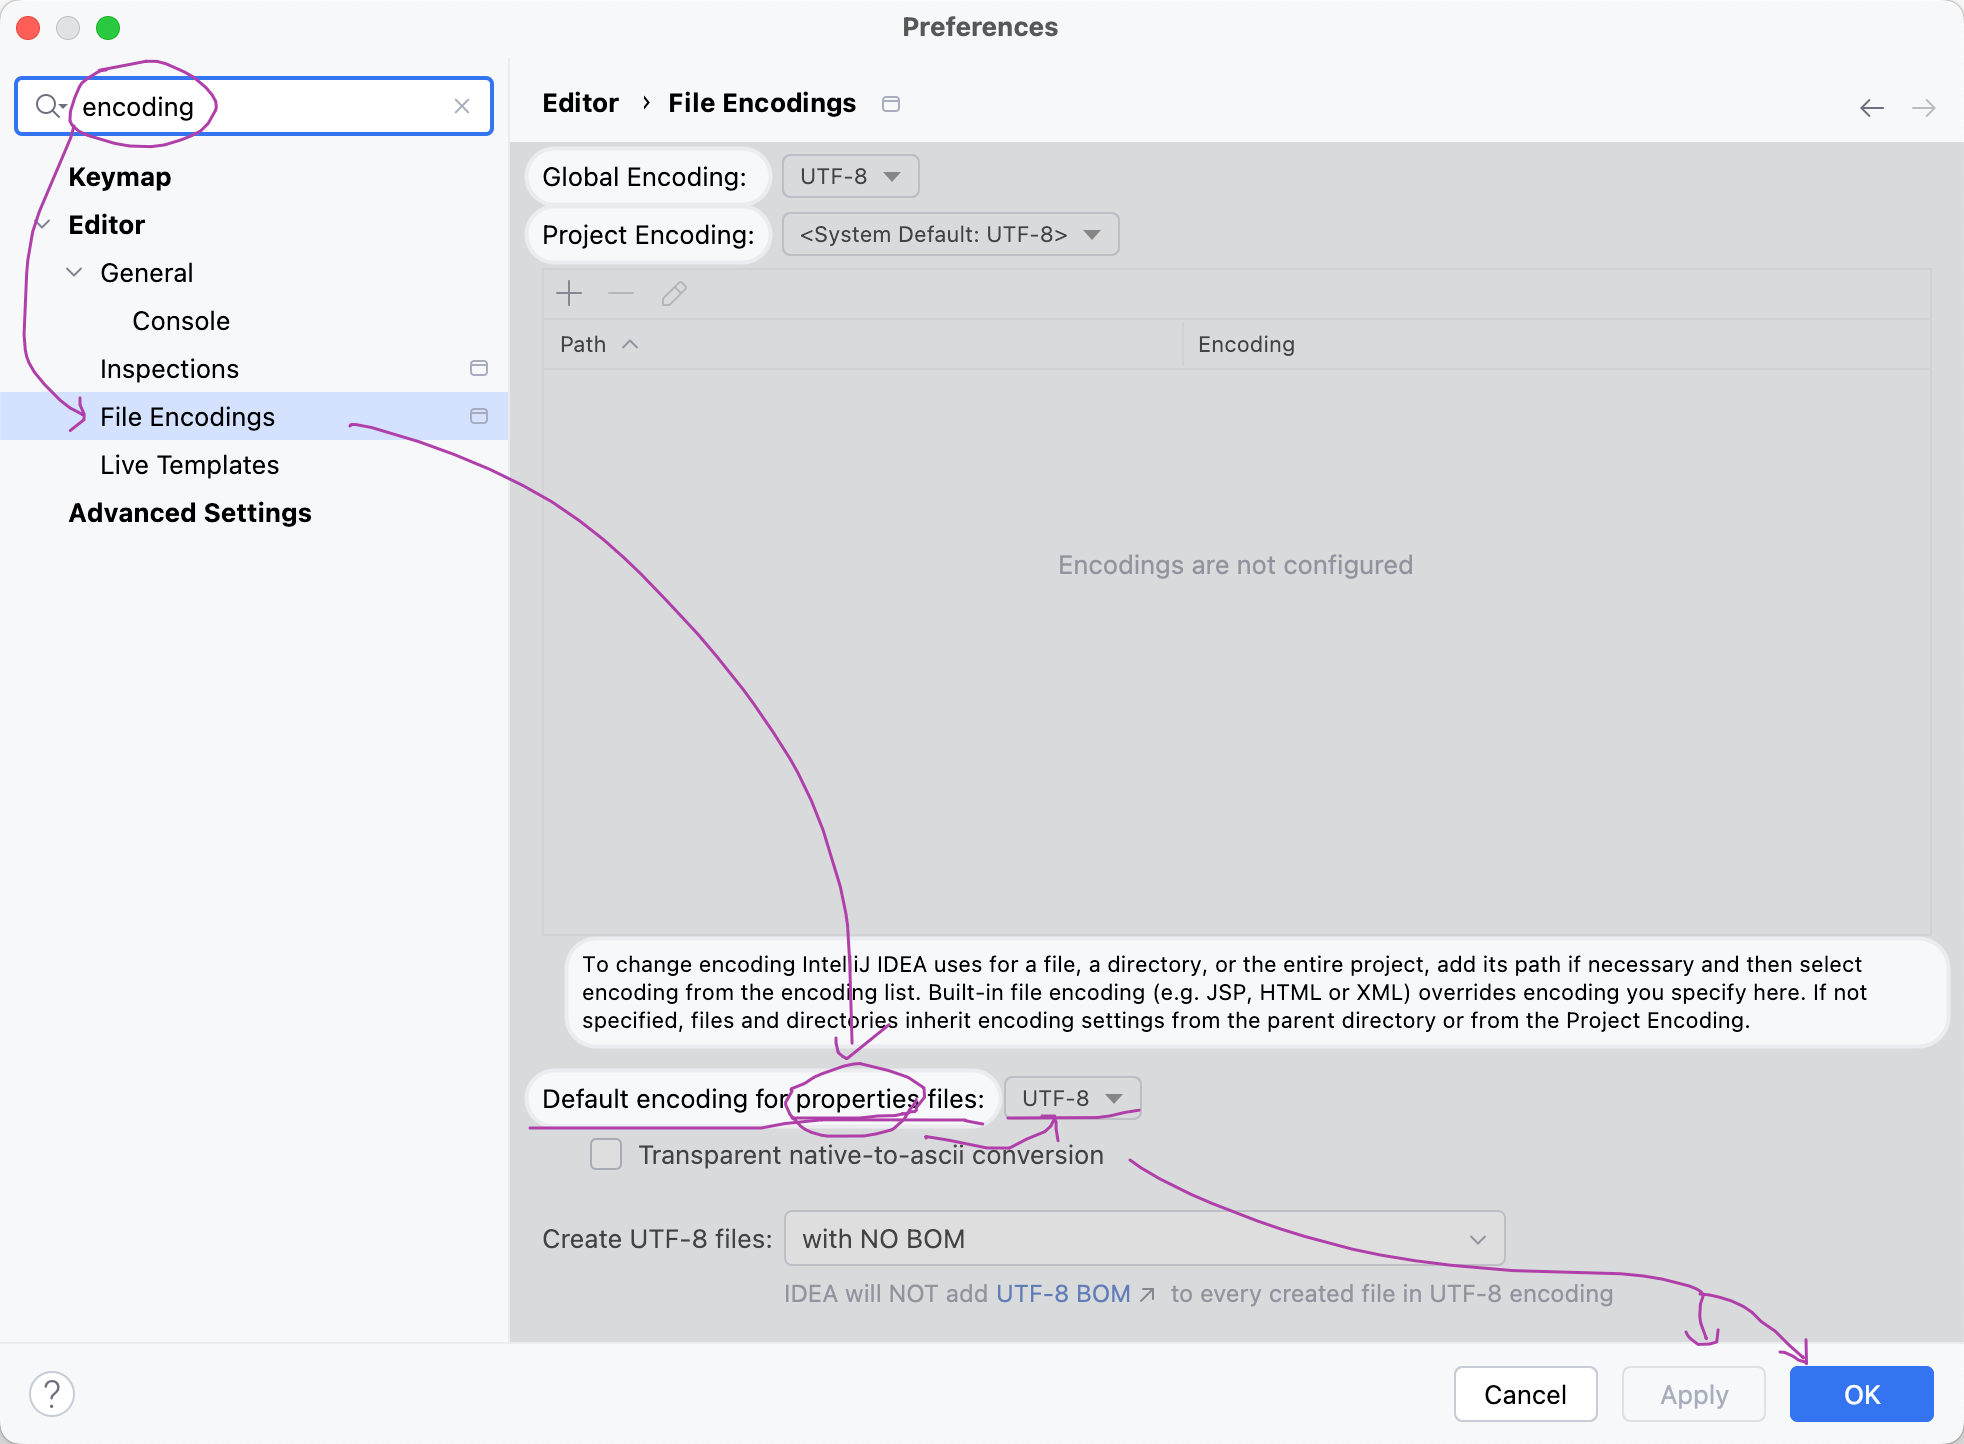 Preferences
encoding
Keymap
Editor
General
Console
Inspections
File Encodings
Live Templates
Advanced Settings
Editor › File Encodings
Global Encoding: UTF-8
Project Encoding: <System Default: UTF-8>
Path Encoding
Encodings are not configured
To change encoding IntelliJ IDEA uses for a file, a directory, or the entire project, add its path if necessary and then select
encoding from the encoding list. Built-in file encoding (e.g. JSP, HTML or XML) overrides encoding you specify here. If not
specified, files and directories inherit encoding settings from the parent directory or from the Project Encoding.
Default encoding for properties files: UTF-8
Transparent native-to-ascii conversion
Create UTF-8 files: with NO BOM
IDEA will NOT add UTF-8 BOM ↗ to every created file in UTF-8 encoding
?
Cancel Apply OK